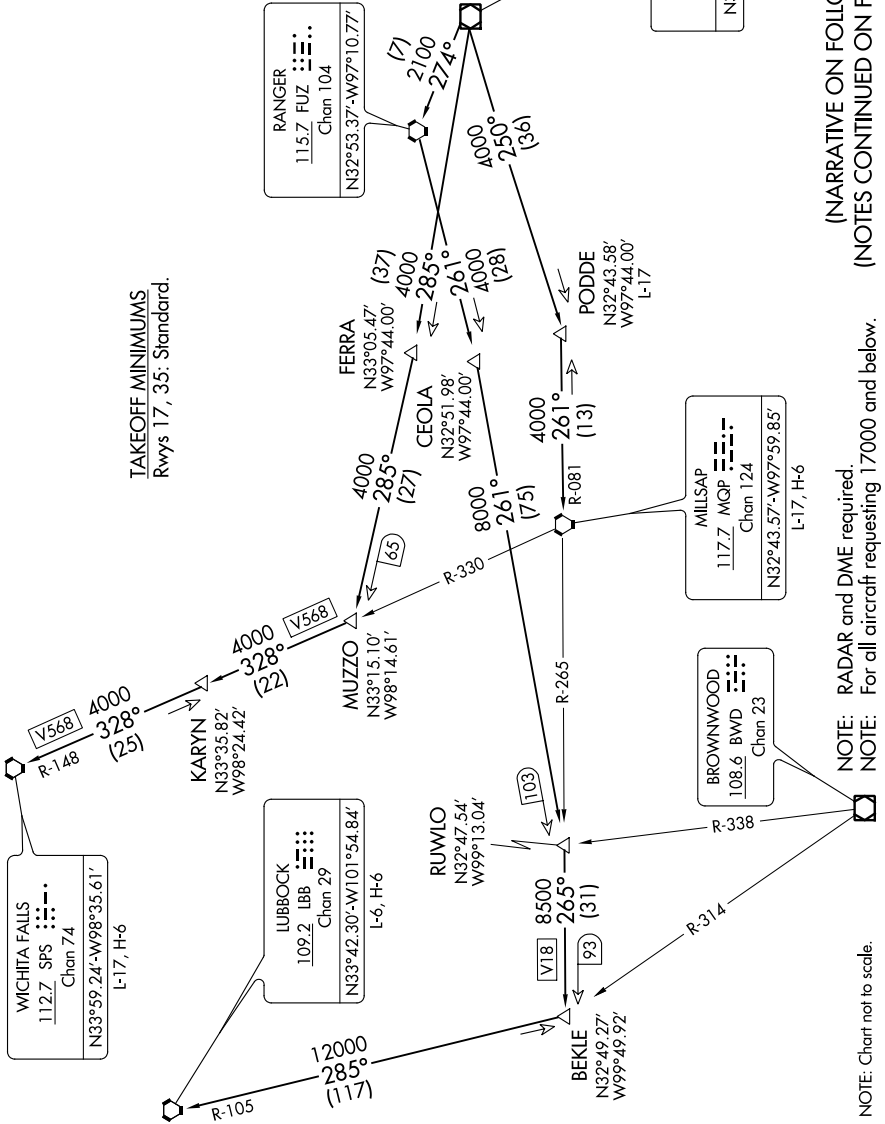 WICHITA FALLS
112.7 SPS
Chan 74
N33°59.24′-W98°35.61′
L-17, H-6
V568
4000
328°
(25)
R-148
KARYN
N33°35.82′
W98°24.42′
4000
328°
(22)
V568
MUZZO
N33°15.10′
W98°14.61′
65
R-330
TAKEOFF MINIMUMS
Rwys 17, 35: Standard.
RANGER
115.7 FUZ
Chan 104
N32°53.37′-W97°10.77′
(7)
2100
274°
N3
FERRA
N33°05.47′
W97°44.00′
(37)
4000
285°
4000
285°
(27)
CEOLA
N32°51.98′
W97°44.00′
261°
4000
(28)
8000
261°
(75)
4000
250°
(36)
PODDE
N32°43.58′
W97°44.00′
L-17
4000
261°
(13)
R-081
MILLSAP
117.7 MQP
Chan 124
N32°43.57′-W97°59.85′
L-17, H-6
R-265
LUBBOCK
109.2 LBB
Chan 29
N33°42.30′-W101°54.84′
L-6, H-6
R-105
12000
285°
(117)
RUWLO
N32°47.54′
W99°13.04′
103
8500
265°
(31)
V18
93
BEKLE
N32°49.27′
W99°49.92′
BROWNWOOD
108.6 BWD
Chan 23
R-338
R-314
(NARRATIVE ON FOLLO
(NOTES CONTINUED ON F
NOTE: RADAR and DME required.
NOTE: For all aircraft requesting 17000 and below.
NOTE: Chart not to scale.